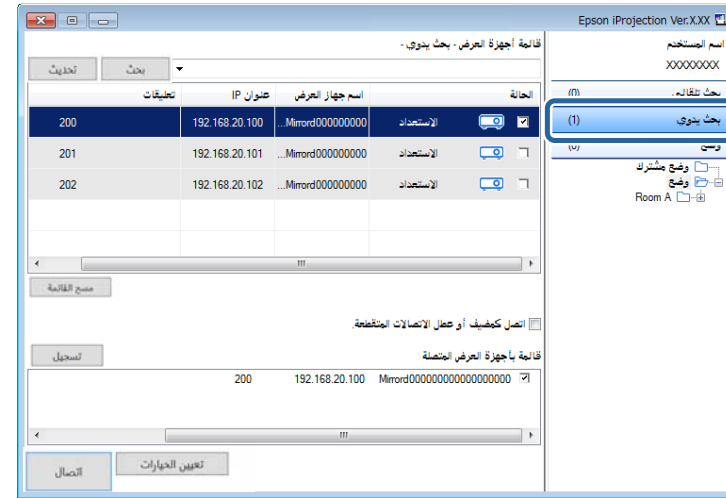 Epson iProjection Ver.X.XX
اسم المستخدم
XXXXXXXX
بحث تلقائي (0)
بحث يدوي (1)
وضع (0)
وضع مشترك
وضع
Room A
قائمة أجهزة العرض - بحث يدوي -
بحث
تحديث
الحالة اسم جهاز العرض عنوان IP تعليقات
الاستعداد Mirrord000000000... 192.168.20.100 200
الاستعداد Mirrord000000000... 192.168.20.101 201
الاستعداد Mirrord000000000... 192.168.20.102 202
مسح القائمة
اتصل كمضيف أو عطل الاتصالات المتقطعة.
قائمة بأجهزة العرض المتصلة
تسجيل
Mirrord000000000000000000 192.168.20.100 200
تعيين الخيارات
اتصال